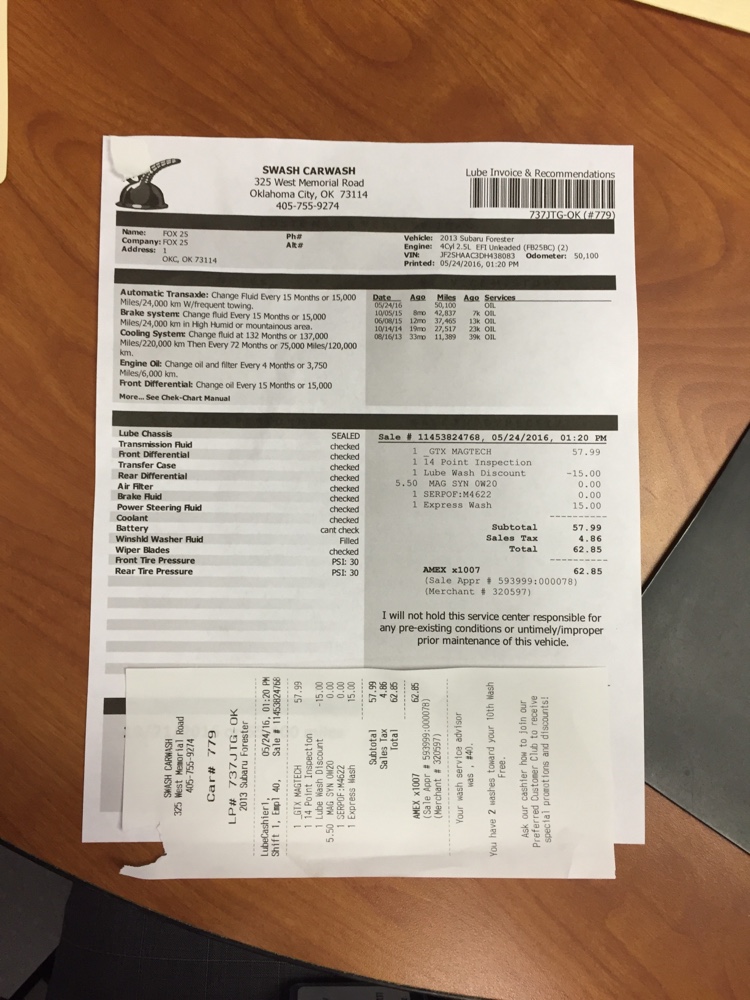 SWASH CARWASH
325 West Memorial Road
Oklahoma City, OK 73114
405-755-9274
Lube Invoice & Recommendations
737JTG-OK (#779)
Name: FOX 25
Company: FOX 25
Address: 1
OKC, OK 73114
Ph#
Alt#
Vehicle: 2013 Subaru Forester
Engine: 4Cyl 2.5L EFI Unleaded (FB25BC) (2)
VIN: JF2SHAAC3DH438083 Odometer: 50,100
Printed: 05/24/2016, 01:20 PM
Automatic Transaxle: Change Fluid Every 15 Months or 15,000
Miles/24,000 km W/frequent towing.
Brake system: Change fluid Every 15 Months or 15,000
Miles/24,000 km in High Humid or mountainous area.
Cooling System: Change fluid at 132 Months or 137,000
Miles/220,000 km Then Every 72 Months or 75,000 Miles/120,000
km.
Engine Oil: Change oil and filter Every 4 Months or 3,750
Miles/6,000 km.
Front Differential: Change oil Every 15 Months or 15,000
More... See Chek-Chart Manual
Date Ago Miles Ago Services
05/24/16 50,100 OIL
10/05/15 8mo 42,837 7k OIL
06/08/15 12mo 37,465 13k OIL
10/14/14 19mo 27,517 23k OIL
08/16/13 33mo 11,389 39k OIL
Lube Chassis SEALED
Transmission Fluid checked
Front Differential checked
Transfer Case checked
Rear Differential checked
Air Filter checked
Brake Fluid checked
Power Steering Fluid checked
Coolant checked
Battery cant check
Winshld Washer Fluid Filled
Wiper Blades checked
Front Tire Pressure PSI: 30
Rear Tire Pressure PSI: 30
Sale # 11453824768, 05/24/2016, 01:20 PM
1 _GTX MAGTECH 57.99
1 14 Point Inspection
1 Lube Wash Discount -15.00
5.50 MAG SYN 0W20 0.00
1 SERPOF:M4622 0.00
1 Express Wash 15.00
Subtotal 57.99
Sales Tax 4.86
Total 62.85
AMEX x1007 62.85
(Sale Appr # 593999:000078)
(Merchant # 320597)
I will not hold this service center responsible for
any pre-existing conditions or untimely/improper
prior maintenance of this vehicle.
SWASH CARWASH
325 West Memorial Road
405-755-9274
Car# 779
LP# 737JTG-OK
2013 Subaru Forester
LubeCashier1, 05/24/16, 01:20 PM
Shift 1, Empl 40, Sale # 11453824768
1 _GTX MAGTECH 57.99
1 14 Point Inspection
1 Lube Wash Discount -15.00
5.50 MAG SYN 0W20 0.00
1 SERPOF:M4622 0.00
1 Express Wash 15.00
Subtotal 57.99
Sales Tax 4.86
Total 62.85
AMEX x1007 62.85
(Sale Appr # 593999:000078)
(Merchant # 320597)
Your wash service advisor
was , #40.
You have 2 washes toward your 10th Wash
Free.
Ask our cashier how to join our
Preferred Customer Club to receive
special promotions and discounts!